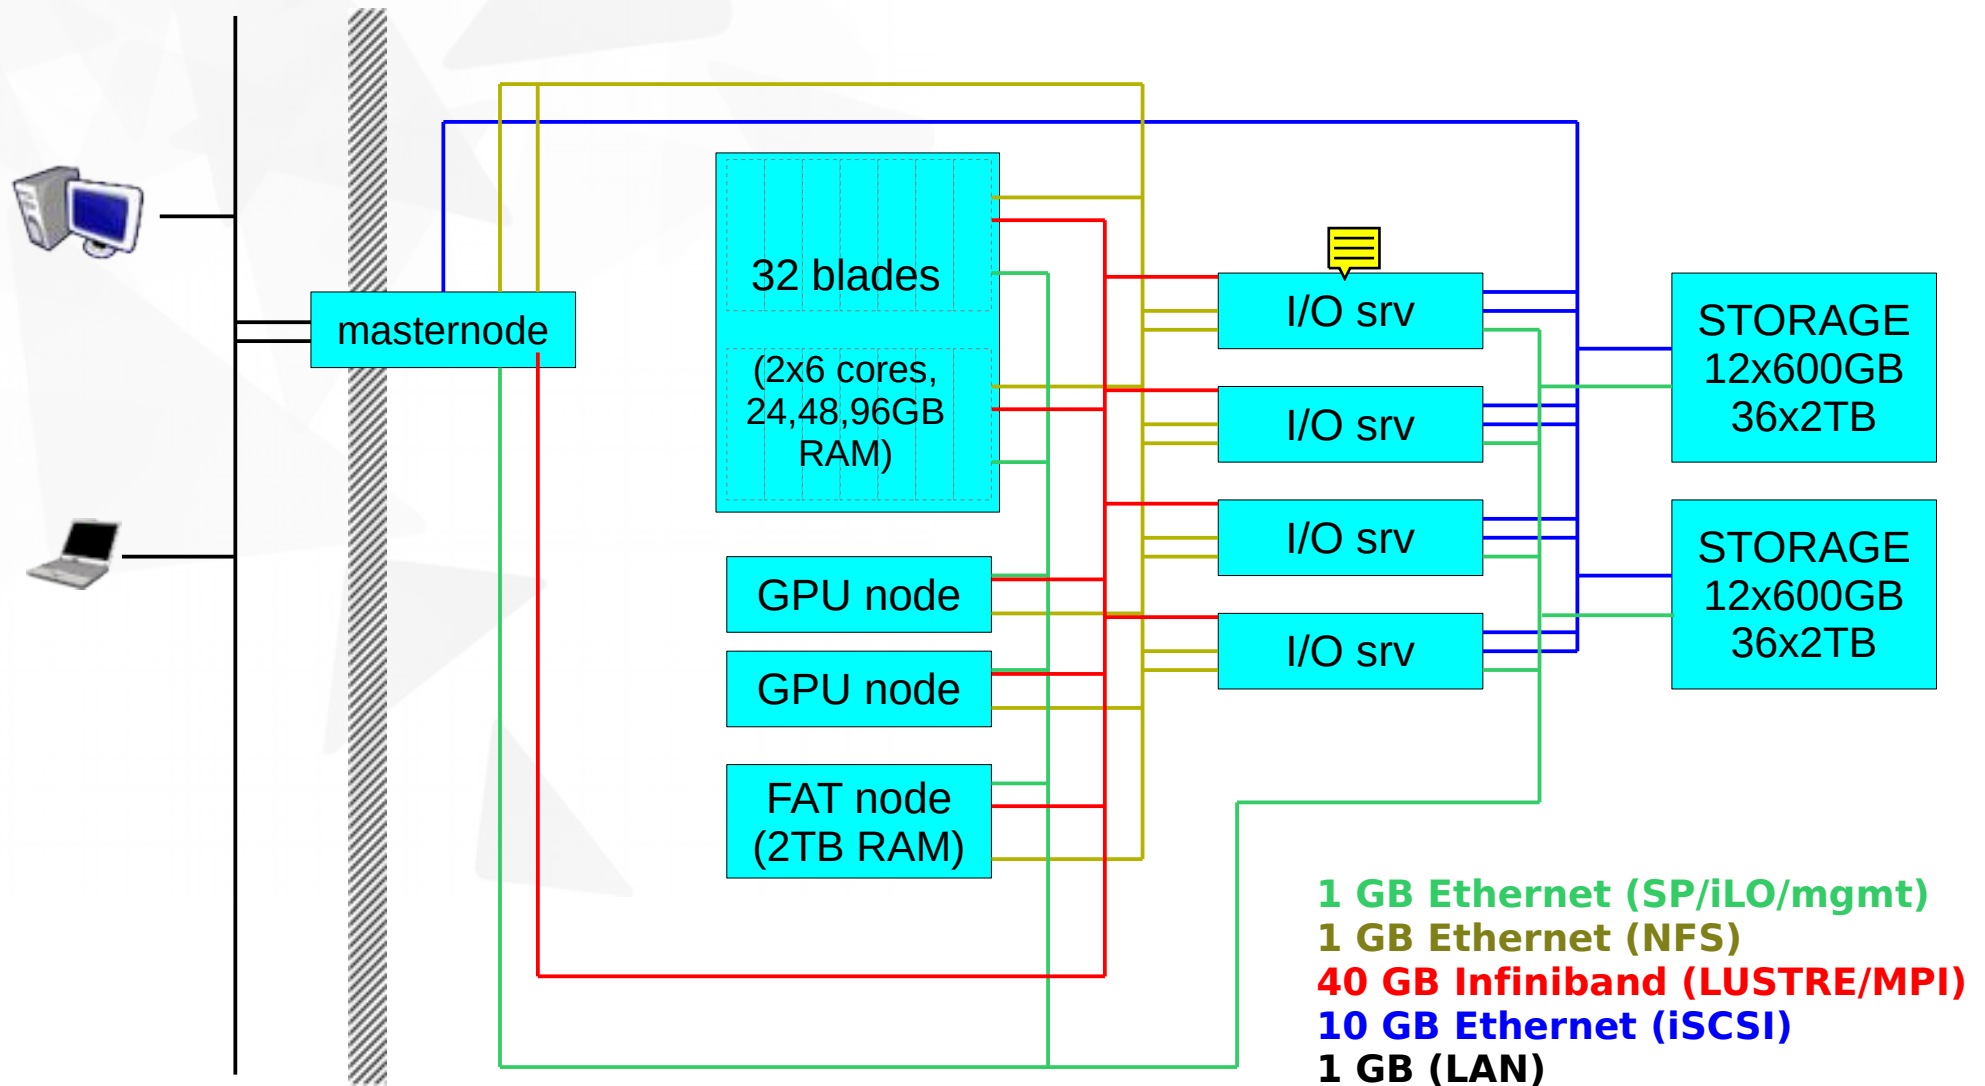 masternode
32 blades
(2x6 cores,
24,48,96GB
RAM)
GPU node
GPU node
FAT node
(2TB RAM)
I/O srv
I/O srv
I/O srv
I/O srv
STORAGE
12x600GB
36x2TB
STORAGE
12x600GB
36x2TB
1 GB Ethernet (SP/iLO/mgmt)
1 GB Ethernet (NFS)
40 GB Infiniband (LUSTRE/MPI)
10 GB Ethernet (iSCSI)
1 GB (LAN)